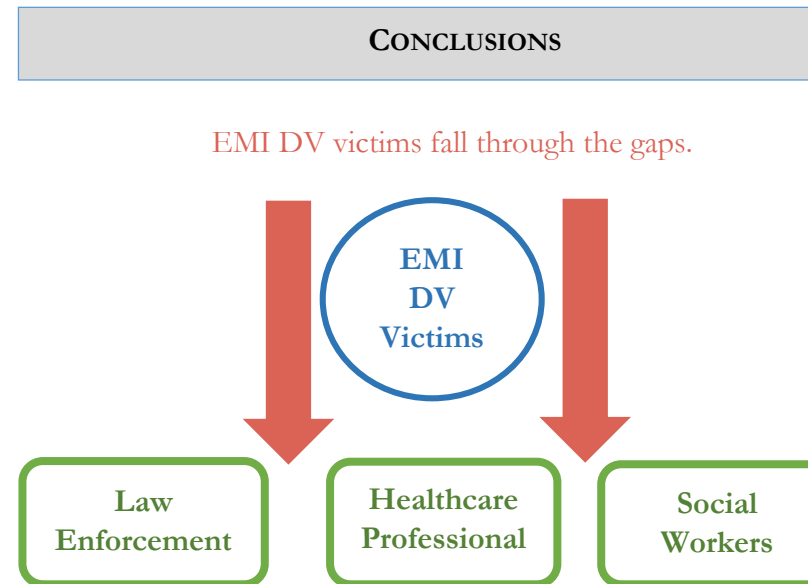 CONCLUSIONS
EMI DV victims fall through the gaps.
EMI
DV
Victims
Law
Enforcement
Healthcare
Professional
Social
Workers